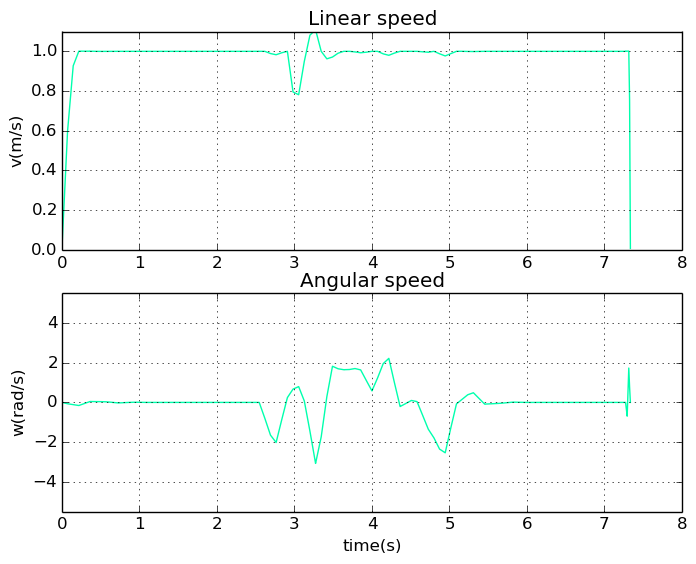 Linear speed
v(m/s)
1.0
0.8
0.6
0.4
0.2
0.0
0 1 2 3 4 5 6 7 8
Angular speed
w(rad/s)
4
2
0
−2
−4
0 1 2 3 4 5 6 7 8
time(s)